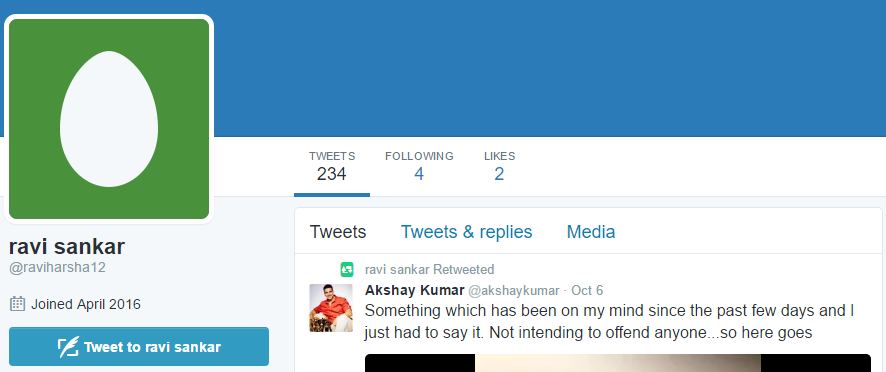 TWEETS FOLLOWING LIKES
234 4 2
Tweets Tweets & replies Media
ravi sankar
@raviharsha12
Joined April 2016
Tweet to ravi sankar
ravi sankar Retweeted
Akshay Kumar @akshaykumar · Oct 6
Something which has been on my mind since the past few days and I
just had to say it. Not intending to offend anyone...so here goes